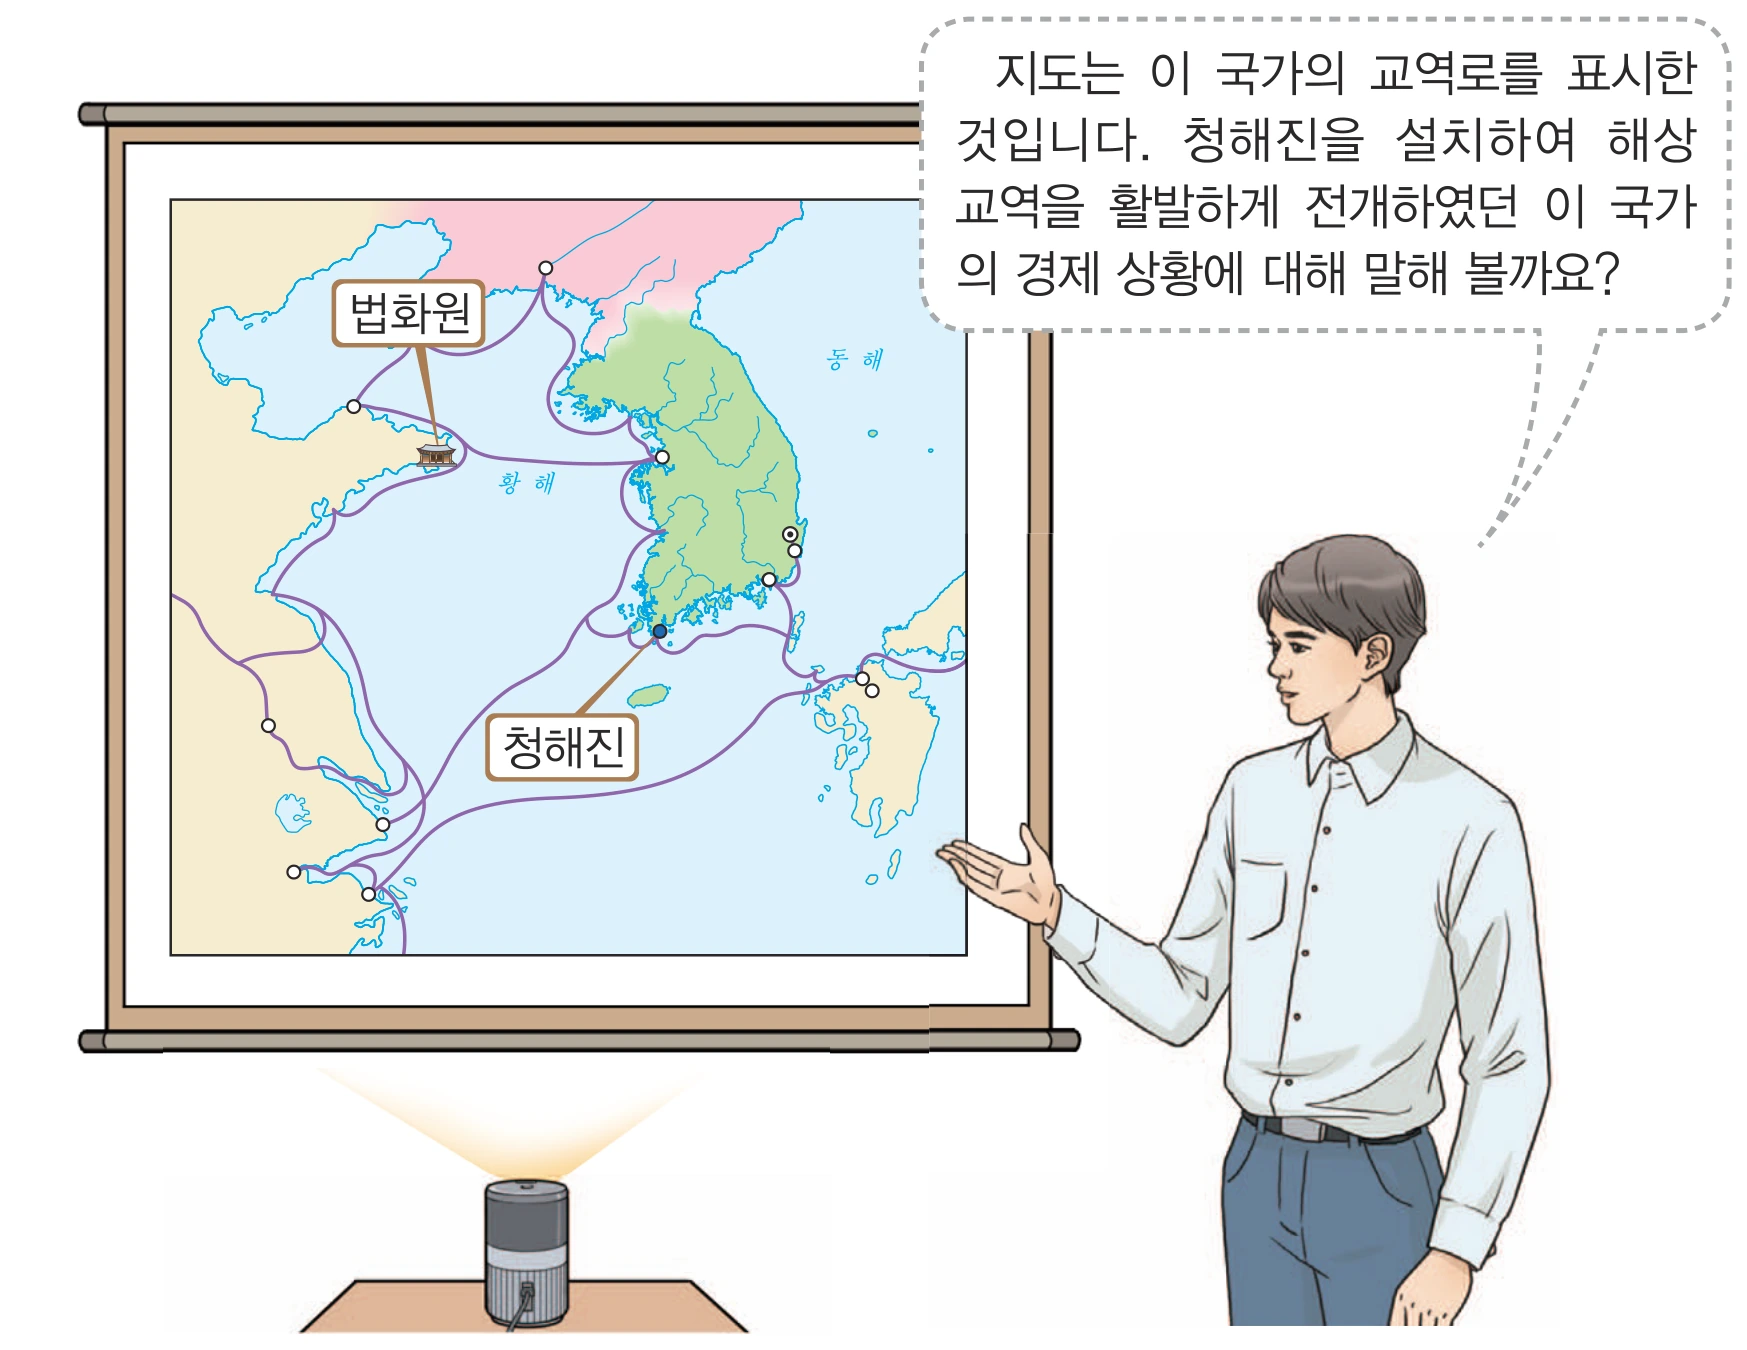 지도는 이 국가의 교역로를 표시한
것입니다. 청해진을 설치하여 해상
교역을 활발하게 전개하였던 이 국가
의 경제 상황에 대해 말해 볼까요?
법화원
동해
황해
청해진